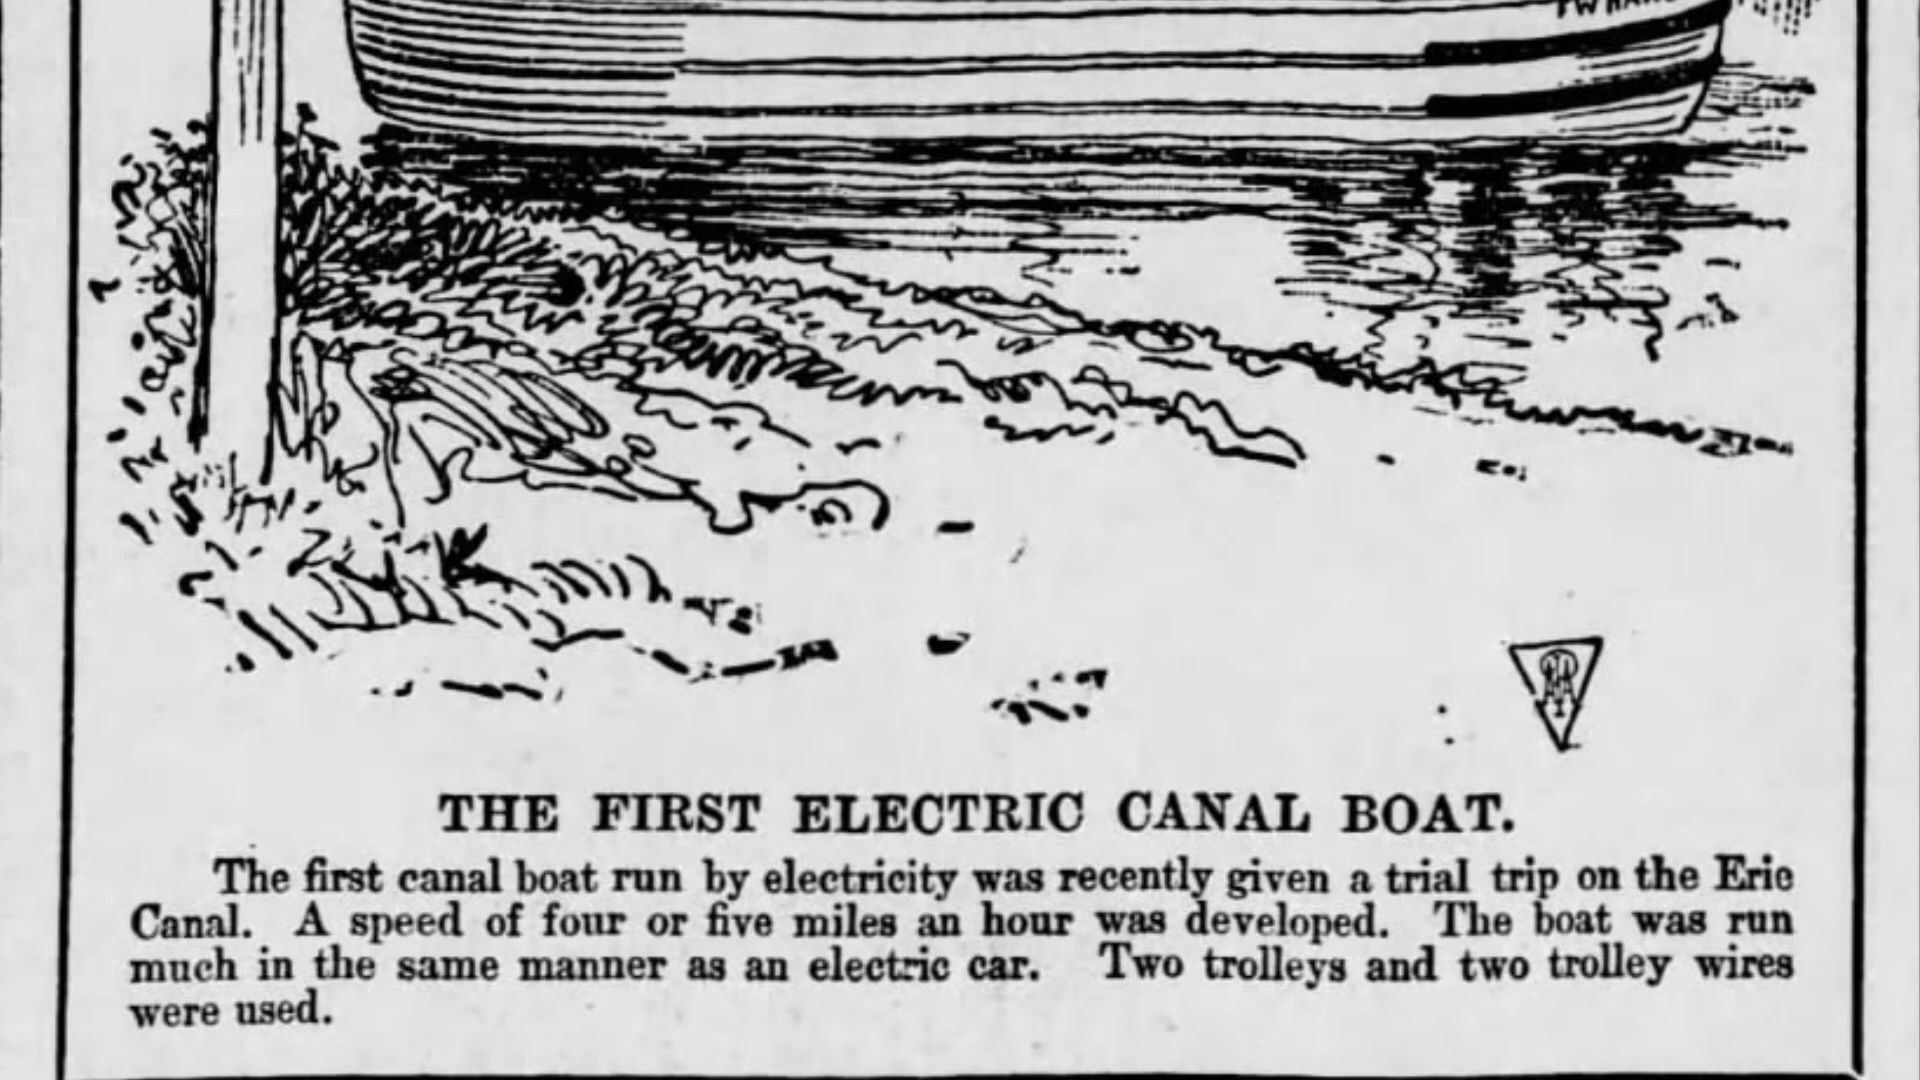 THE FIRST ELECTRIC CANAL BOAT.
The first canal boat run by electricity was recently given a trial trip on the Erie
Canal. A speed of four or five miles an hour was developed. The boat was run
much in the same manner as an electric car. Two trolleys and two trolley wires
were used.